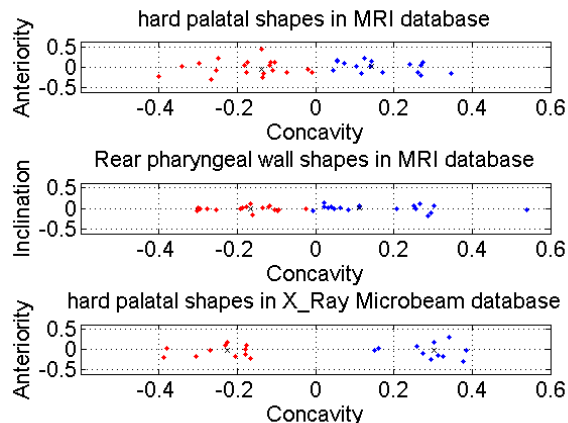 hard palatal shapes in MRI database
Anteriority
0.5
0
-0.5
-0.4 -0.2 0 0.2 0.4 0.6
Concavity
Rear pharyngeal wall shapes in MRI database
Inclination
0.5
0
-0.5
-0.4 -0.2 0 0.2 0.4 0.6
Concavity
hard palatal shapes in X_Ray Microbeam database
Anteriority
0.5
0
-0.5
-0.4 -0.2 0 0.2 0.4 0.6
Concavity